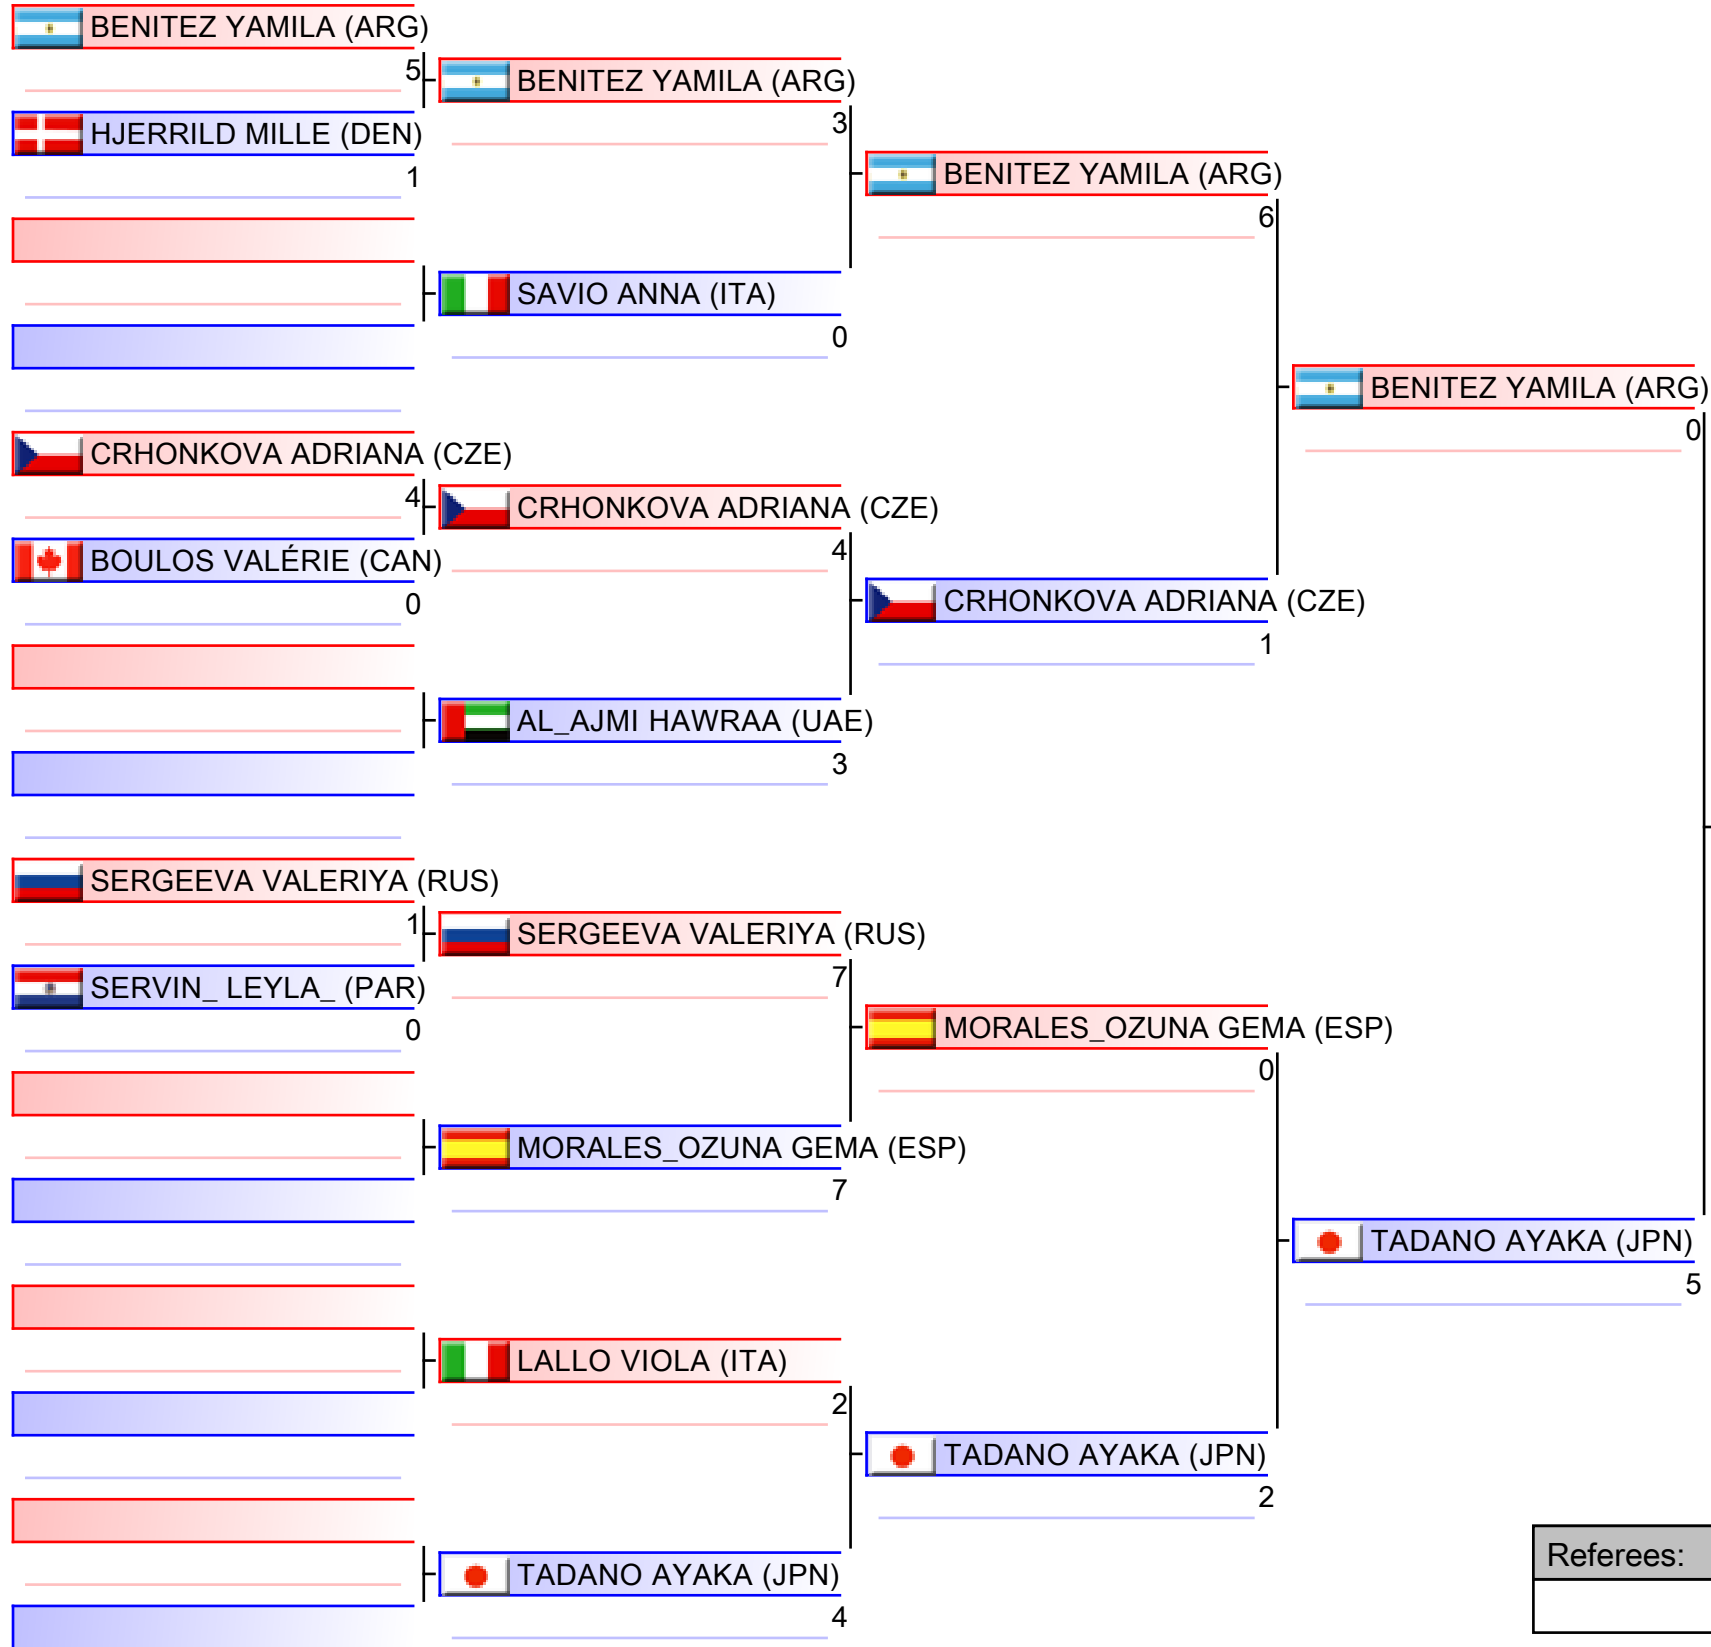 BENITEZ YAMILA (ARG)
5
HJERRILD MILLE (DEN)
1
CRHONKOVA ADRIANA (CZE)
4
BOULOS VALÉRIE (CAN)
0
SERGEEVA VALERIYA (RUS)
1
SERVIN_ LEYLA_ (PAR)
0
BENITEZ YAMILA (ARG)
3
SAVIO ANNA (ITA)
0
CRHONKOVA ADRIANA (CZE)
4
AL_AJMI HAWRAA (UAE)
3
SERGEEVA VALERIYA (RUS)
7
MORALES_OZUNA GEMA (ESP)
7
LALLO VIOLA (ITA)
2
TADANO AYAKA (JPN)
4
BENITEZ YAMILA (ARG)
6
CRHONKOVA ADRIANA (CZE)
1
MORALES_OZUNA GEMA (ESP)
0
TADANO AYAKA (JPN)
2
BENITEZ YAMILA (ARG)
0
TADANO AYAKA (JPN)
5
Referees: